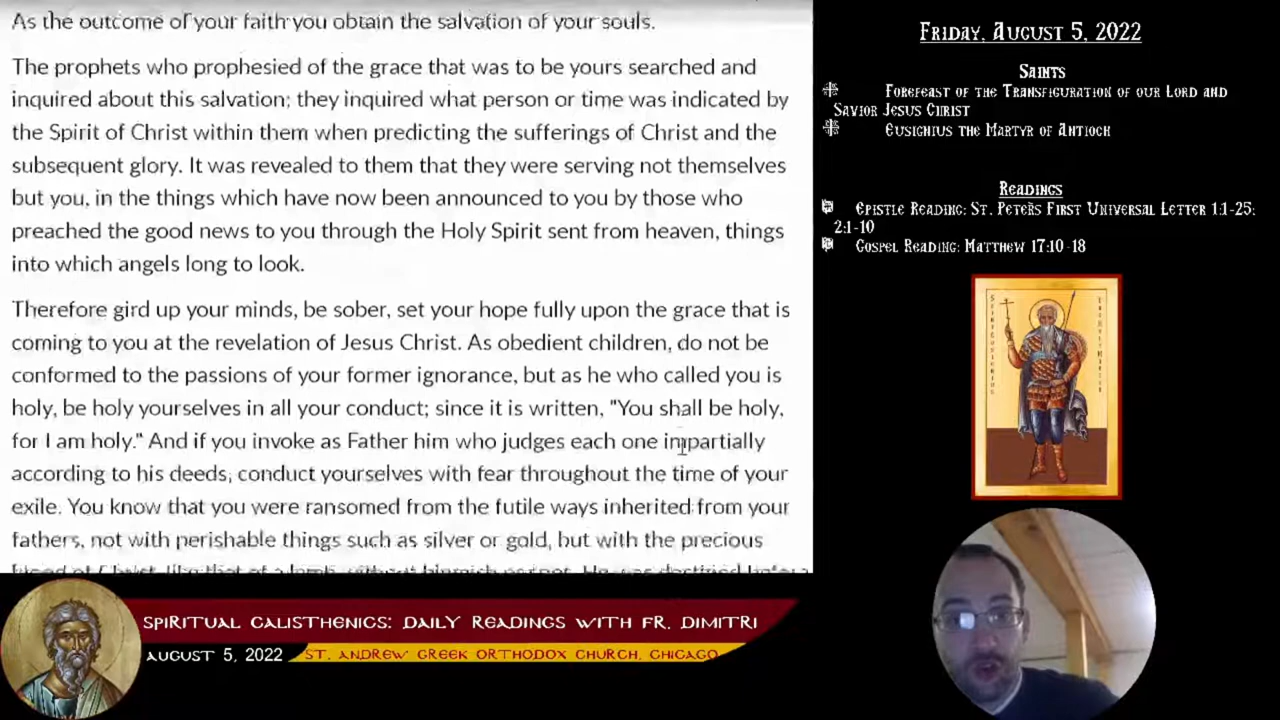 As the outcome of your faith you obtain the salvation of your souls.
The prophets who prophesied of the grace that was to be yours searched and
inquired about this salvation; they inquired what person or time was indicated by
the Spirit of Christ within them when predicting the sufferings of Christ and the
subsequent glory. It was revealed to them that they were serving not themselves
but you, in the things which have now been announced to you by those who
preached the good news to you through the Holy Spirit sent from heaven, things
into which angels long to look.
Therefore gird up your minds, be sober, set your hope fully upon the grace that is
coming to you at the revelation of Jesus Christ. As obedient children, do not be
conformed to the passions of your former ignorance, but as he who called you is
holy, be holy yourselves in all your conduct; since it is written, "You shall be holy,
for I am holy." And if you invoke as Father him who judges each one impartially
according to his deeds, conduct yourselves with fear throughout the time of your
exile. You know that you were ransomed from the futile ways inherited from your
fathers, not with perishable things such as silver or gold, but with the precious
Friday, August 5, 2022
Saints
Forefeast of the Transfiguration of our Lord and
Savior Jesus Christ
Eusignius the Martyr of Antioch
Readings
Epistle Reading: St. Peter's First Universal Letter 1:1-25:
2:1-10
Gospel Reading: Matthew 17:10-18
SPIRITUAL CALISTHENICS: DAILY READINGS WITH FR. DIMITRI
AUGUST 5, 2022
ST. ANDREW GREEK ORTHODOX CHURCH, CHICAGO